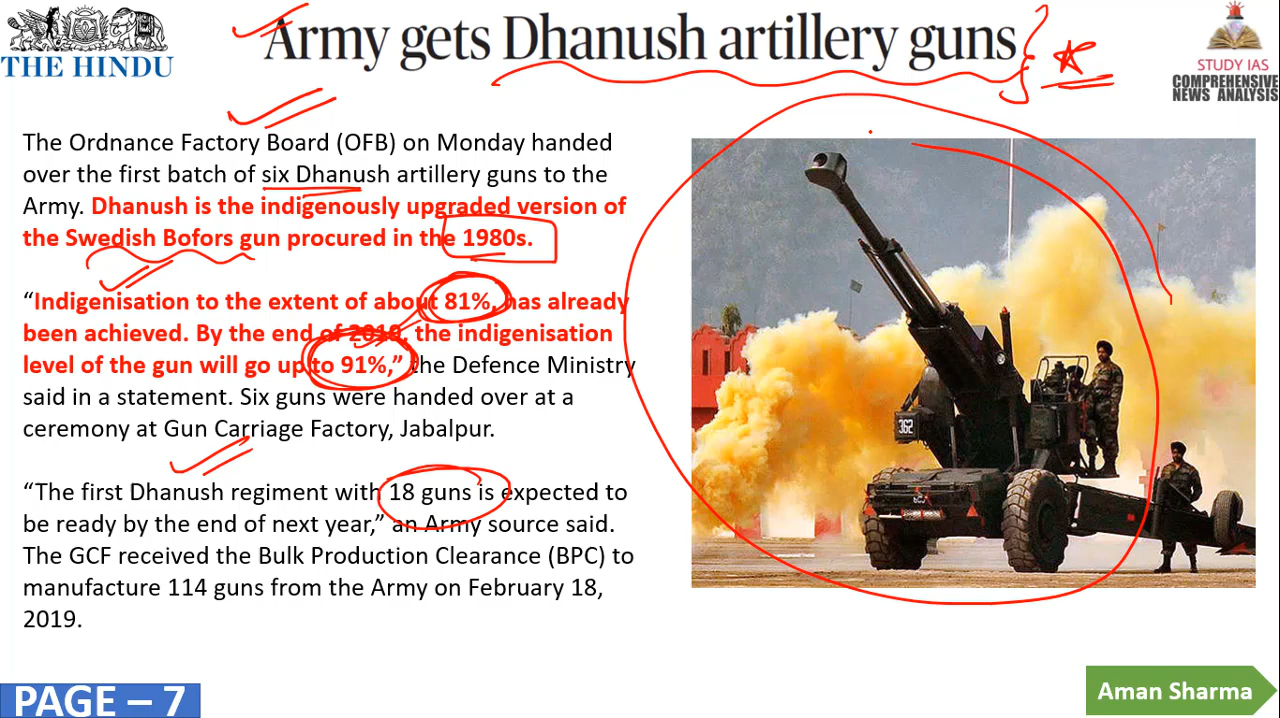 Army gets Dhanush artillery guns
THE HINDU
STUDY IAS
COMPREHENSIVE
NEWS ANALYSIS
The Ordnance Factory Board (OFB) on Monday handed
over the first batch of six Dhanush artillery guns to the
Army. Dhanush is the indigenously upgraded version of
the Swedish Bofors gun procured in the 1980s.
“Indigenisation to the extent of about 81%, has already
been achieved. By the end of 2019, the indigenisation
level of the gun will go up to 91%,” the Defence Ministry
said in a statement. Six guns were handed over at a
ceremony at Gun Carriage Factory, Jabalpur.
“The first Dhanush regiment with 18 guns is expected to
be ready by the end of next year,” an Army source said.
The GCF received the Bulk Production Clearance (BPC) to
manufacture 114 guns from the Army on February 18,
2019.
362
PAGE – 7
Aman Sharma